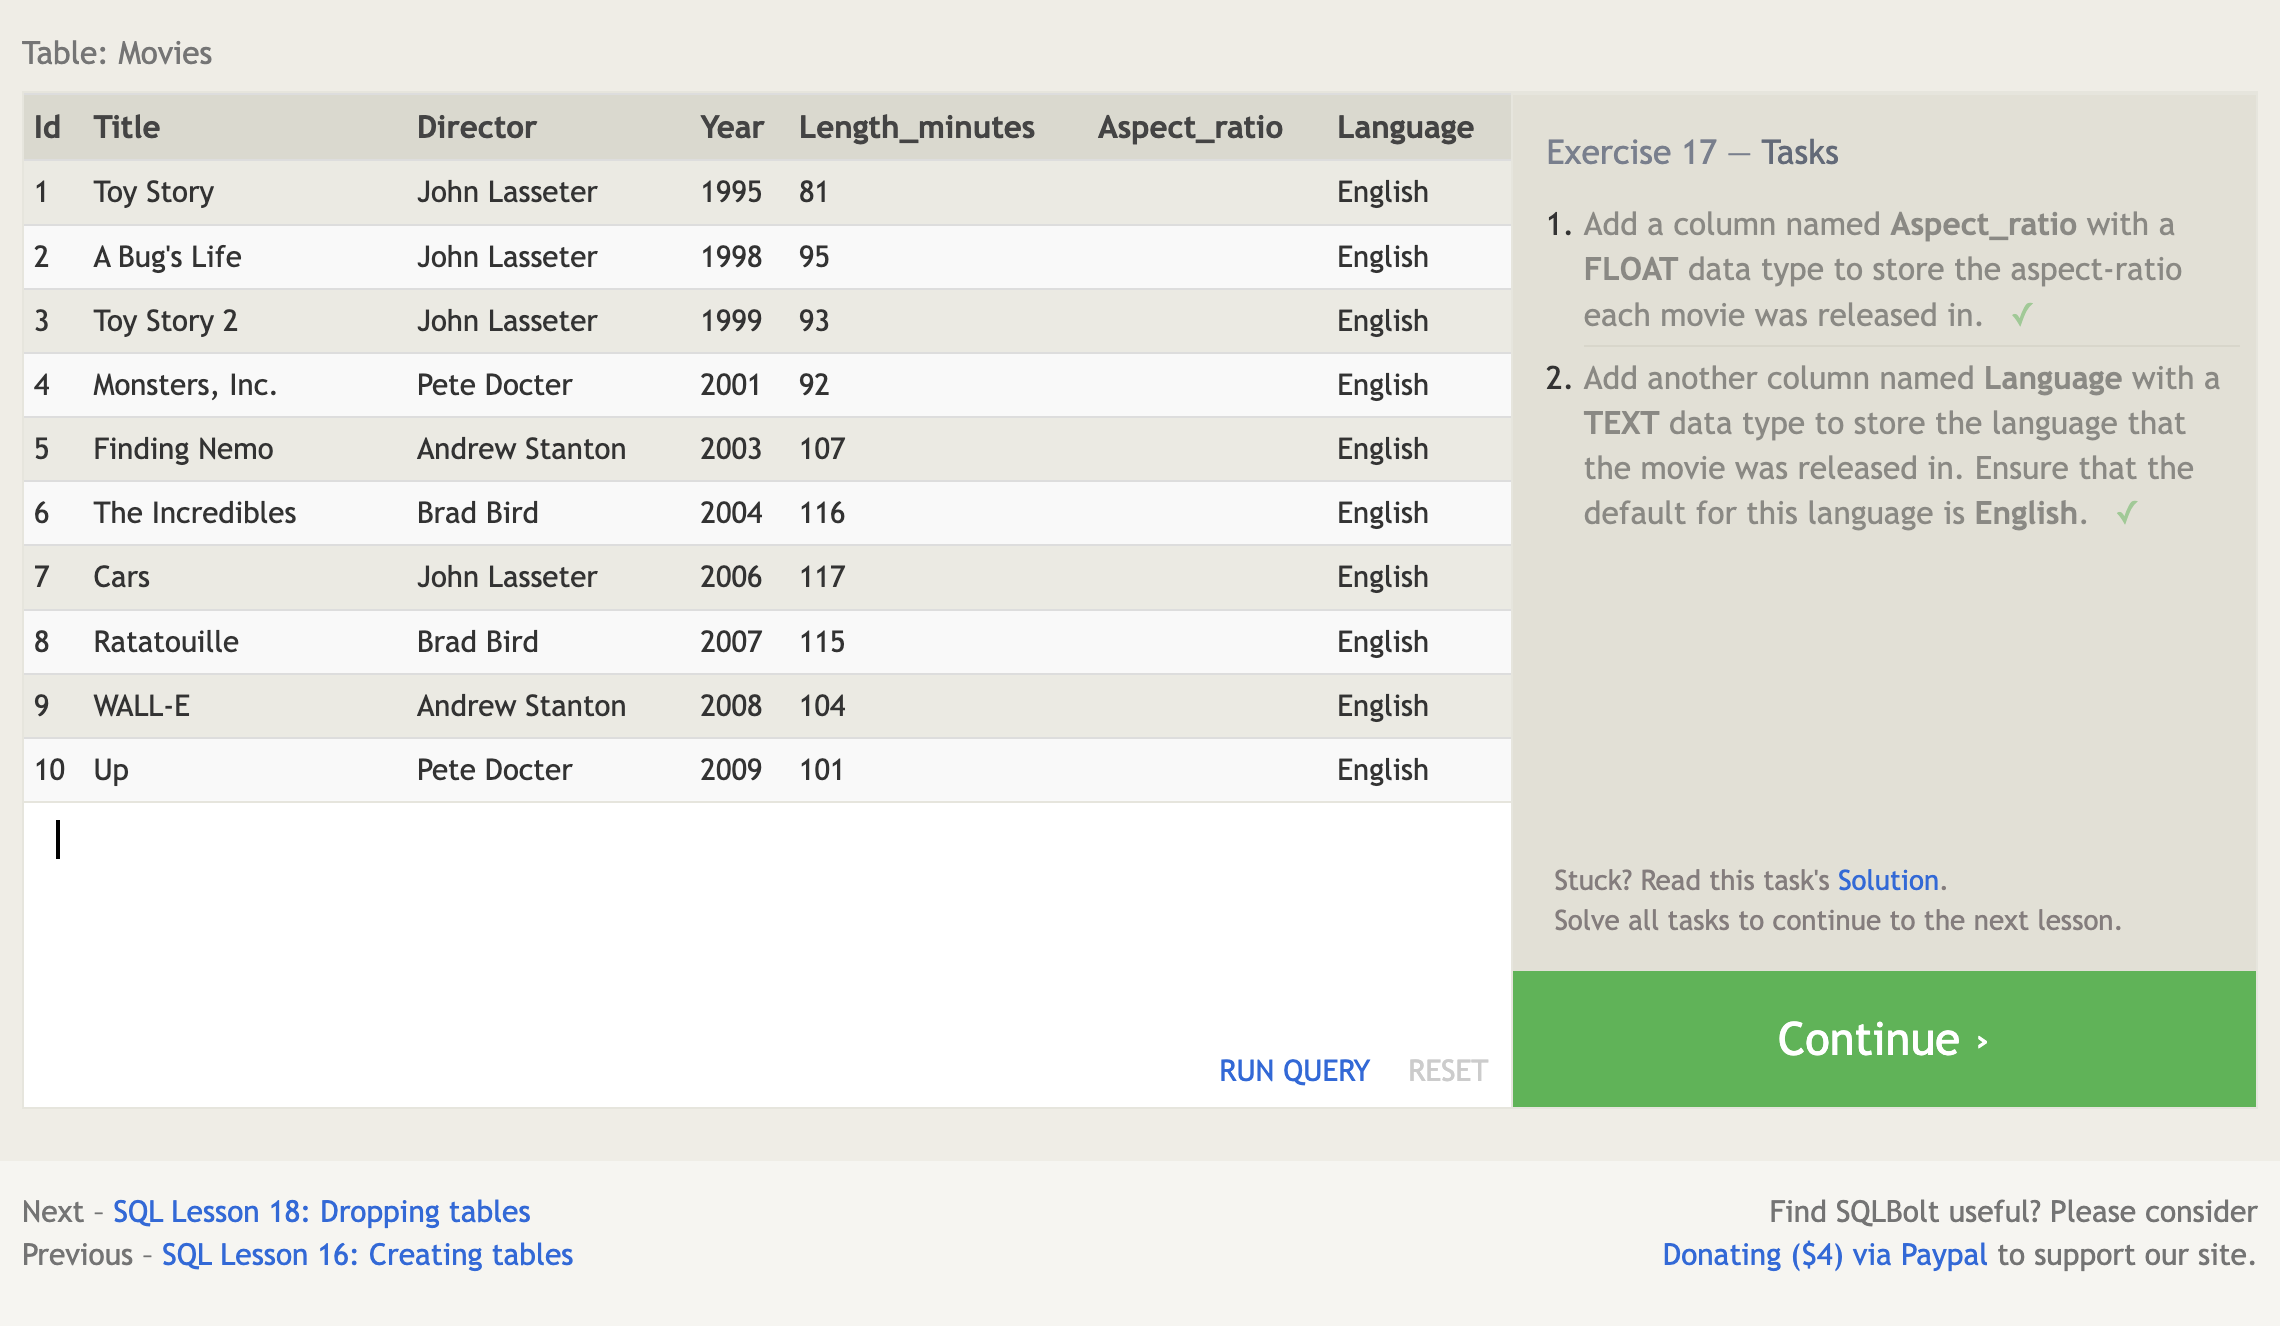 Table: Movies
Id Title Director Year Length_minutes Aspect_ratio Language
1 Toy Story John Lasseter 1995 81 English
2 A Bug's Life John Lasseter 1998 95 English
3 Toy Story 2 John Lasseter 1999 93 English
4 Monsters, Inc. Pete Docter 2001 92 English
5 Finding Nemo Andrew Stanton 2003 107 English
6 The Incredibles Brad Bird 2004 116 English
7 Cars John Lasseter 2006 117 English
8 Ratatouille Brad Bird 2007 115 English
9 WALL-E Andrew Stanton 2008 104 English
10 Up Pete Docter 2009 101 English
RUN QUERY RESET
Exercise 17 — Tasks
1. Add a column named Aspect_ratio with a
FLOAT data type to store the aspect-ratio
each movie was released in. ✓
2. Add another column named Language with a
TEXT data type to store the language that
the movie was released in. Ensure that the
default for this language is English. ✓
Stuck? Read this task's Solution.
Solve all tasks to continue to the next lesson.
Continue ›
Next – SQL Lesson 18: Dropping tables
Previous – SQL Lesson 16: Creating tables
Find SQLBolt useful? Please consider
Donating ($4) via Paypal to support our site.